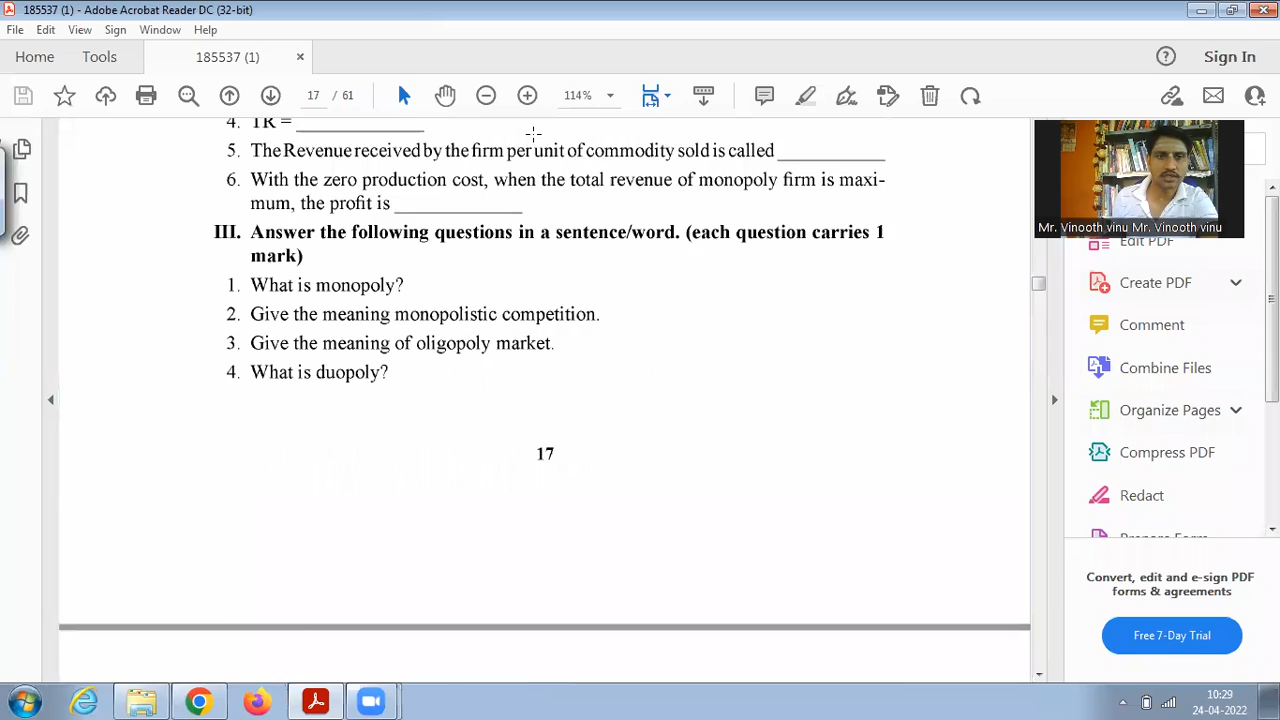 185537 (1) - Adobe Acrobat Reader DC (32-bit)
File Edit View Sign Window Help
Home Tools 185537 (1) × Sign In
17 / 61 114%
4. TR = ____________
5. The Revenue received by the firm per unit of commodity sold is called __________
6. With the zero production cost, when the total revenue of monopoly firm is maxi-
mum, the profit is ____________
III. Answer the following questions in a sentence/word. (each question carries 1
mark)
1. What is monopoly?
2. Give the meaning monopolistic competition.
3. Give the meaning of oligopoly market.
4. What is duopoly?
17
Mr. Vinooth vinu Mr. Vinooth vinu
Edit PDF
Create PDF
Comment
Combine Files
Organize Pages
Compress PDF
Redact
Prepare Form
Convert, edit and e-sign PDF
forms & agreements
Free 7-Day Trial
10:29
24-04-2022